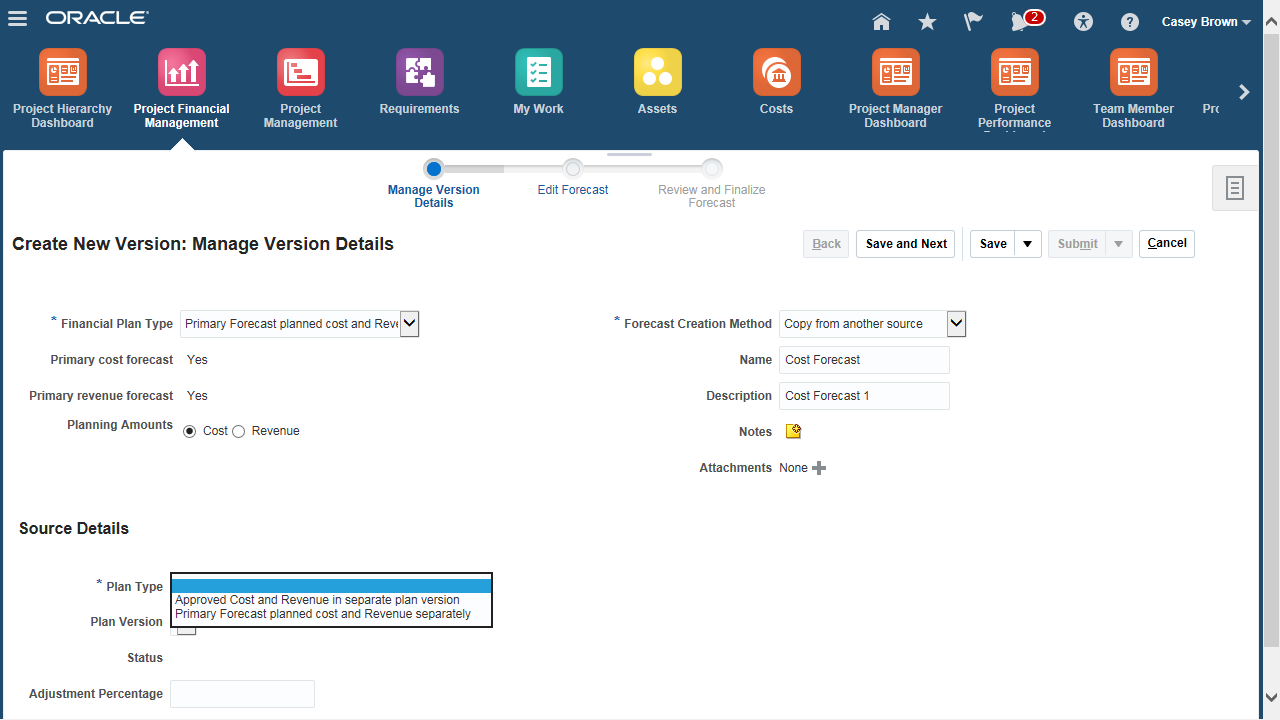 ORACLE
2
Casey Brown
Project Hierarchy
Dashboard
Project Financial
Management
Project
Management
Requirements
My Work
Assets
Costs
Project Manager
Dashboard
Project
Performance
Team Member
Dashboard
Manage Version
Details
Edit Forecast
Review and Finalize
Forecast
Create New Version: Manage Version Details
Back
Save and Next
Save
Submit
Cancel
* Financial Plan Type Primary Forecast planned cost and Reve
Primary cost forecast Yes
Primary revenue forecast Yes
Planning Amounts Cost Revenue
* Forecast Creation Method Copy from another source
Name Cost Forecast
Description Cost Forecast 1
Notes
Attachments None
Source Details
* Plan Type
Approved Cost and Revenue in separate plan version
Primary Forecast planned cost and Revenue separately
Plan Version
Status
Adjustment Percentage